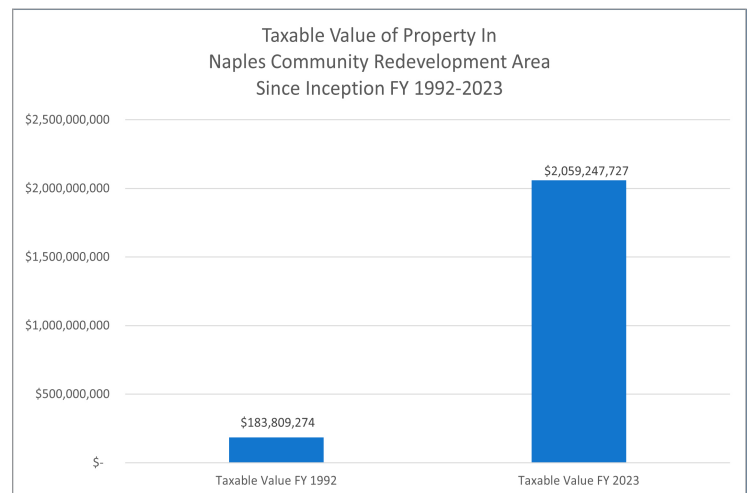 Taxable Value of Property In
Naples Community Redevelopment Area
Since Inception FY 1992-2023
$2,500,000,000
$2,059,247,727
$2,000,000,000
$1,500,000,000
$1,000,000,000
$500,000,000
$183,809,274
$-
Taxable Value FY 1992 Taxable Value FY 2023